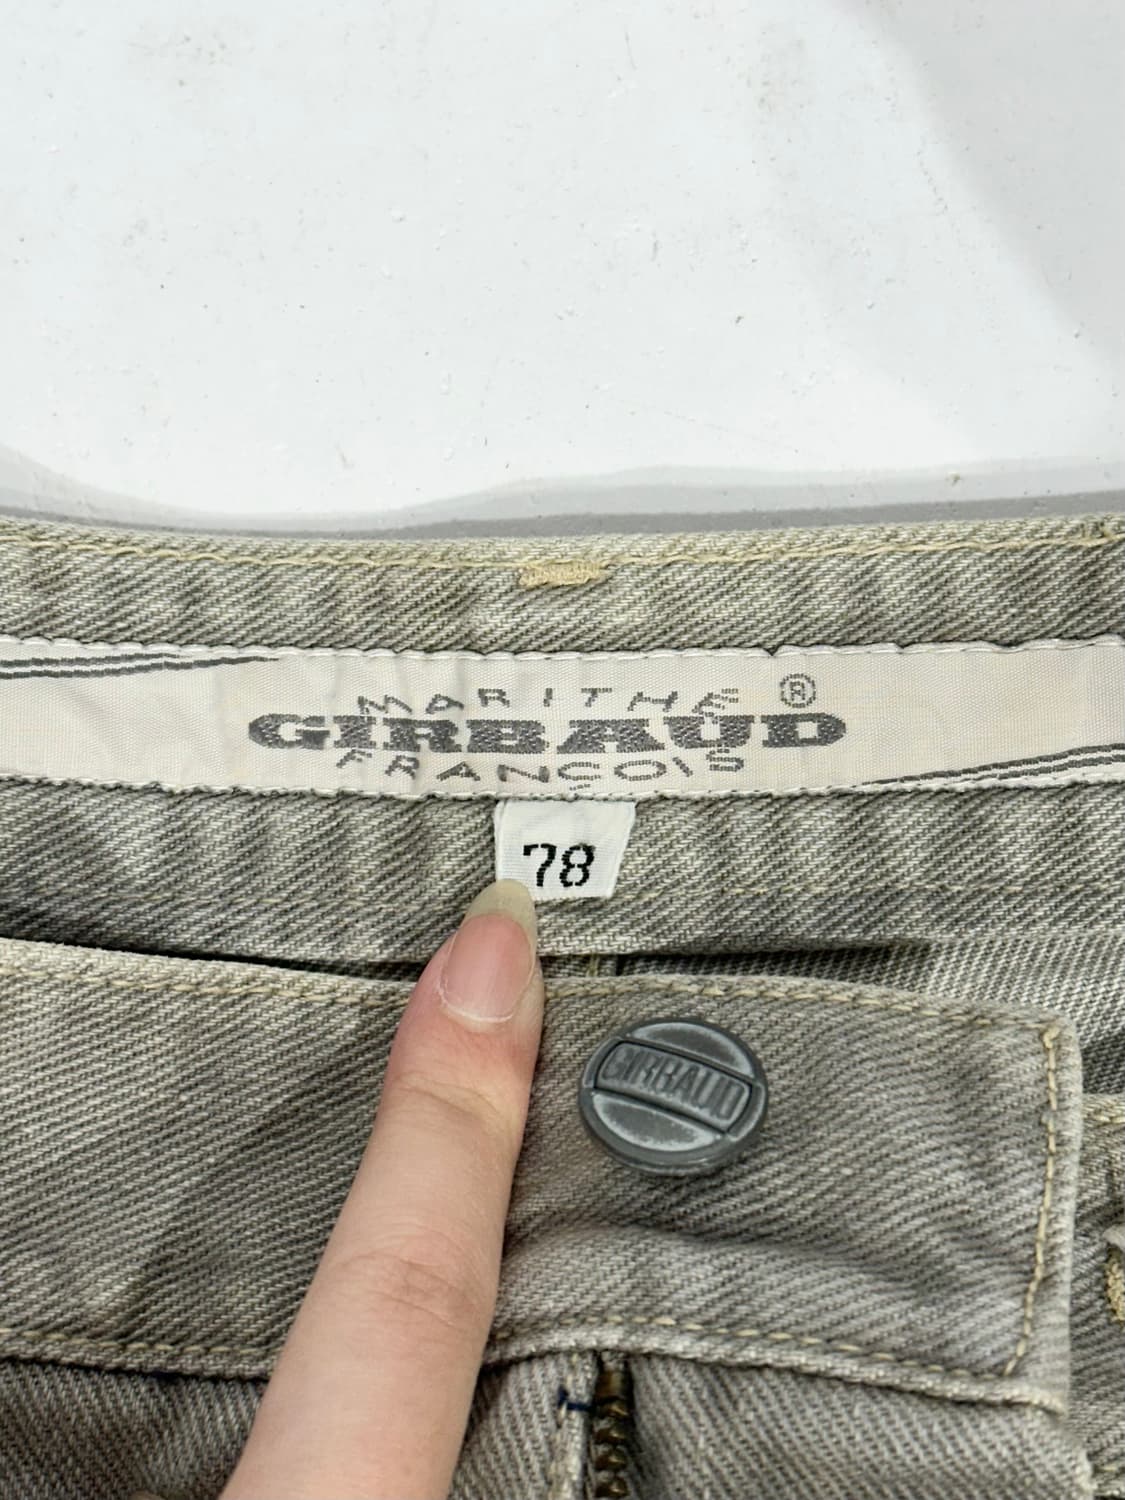 MARITHE ®
GIRBAUD
FRANÇOIS
78
GIRBAUD